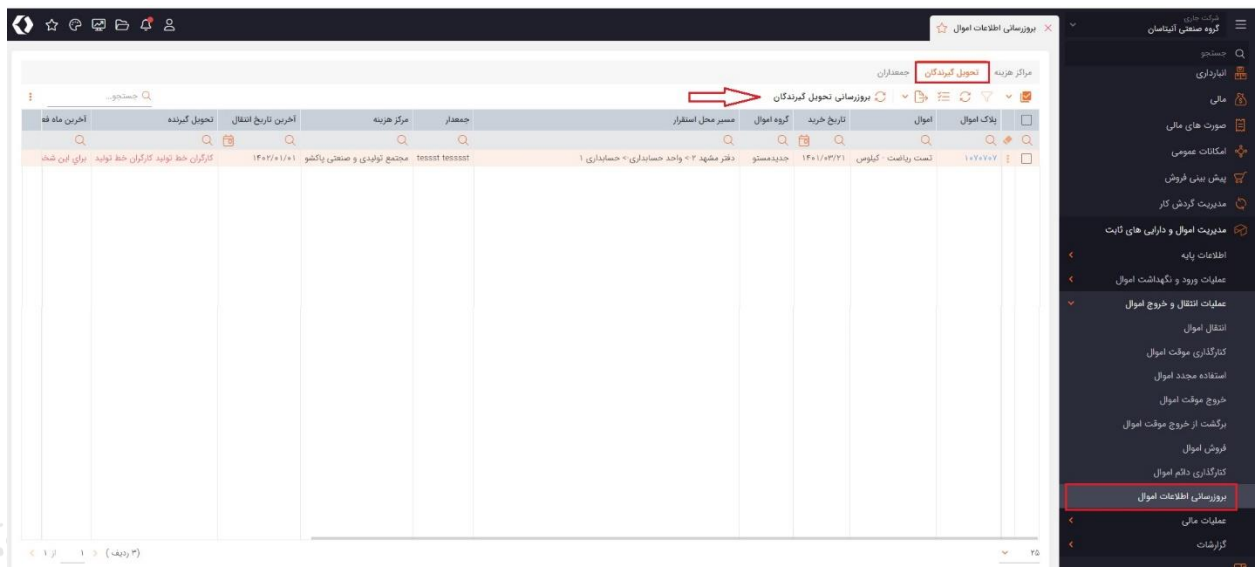 شرکت جاری
گروه صنعتی آنیتاسان
بروزرسانی اطلاعات اموال
جستجو
انبارداری
مالی
صورت های مالی
امکانات عمومی
پیش بینی فروش
مدیریت گردش کار
مدیریت اموال و دارایی های ثابت
اطلاعات پایه
عملیات ورود و نگهداشت اموال
عملیات انتقال و خروج اموال
انتقال اموال
کنارگذاری موقت اموال
استفاده مجدد اموال
خروج موقت اموال
برگشت از خروج موقت اموال
فروش اموال
کنارگذاری دائم اموال
بروزرسانی اطلاعات اموال
عملیات مالی
گزارشات
مراکز هزینه تحویل گیرندگان جمعداران
بروزرسانی تحویل گیرندگان
جستجو...
پلاک اموال اموال تاریخ خرید گروه اموال مسیر محل استقرار جمعدار مرکز هزینه آخرین تاریخ انتقال تحویل گیرنده آخرین ماه فع
۱۰۷۰۷۰۷ تست ریاضت - کیلوس ۱۴۰۱/۰۳/۲۱ جدیدمستو دفتر مشهد ۲-> واحد حسابداری-> حسابداری ۱ tessst tesssst مجتمع تولیدی و صنعتی پاکشو ۱۴۰۲/۰۱/۰۱ کارگران خط تولید کارگران خط تولید برای این شخ
۲۵
(۳ ردیف) ۱ از ۱